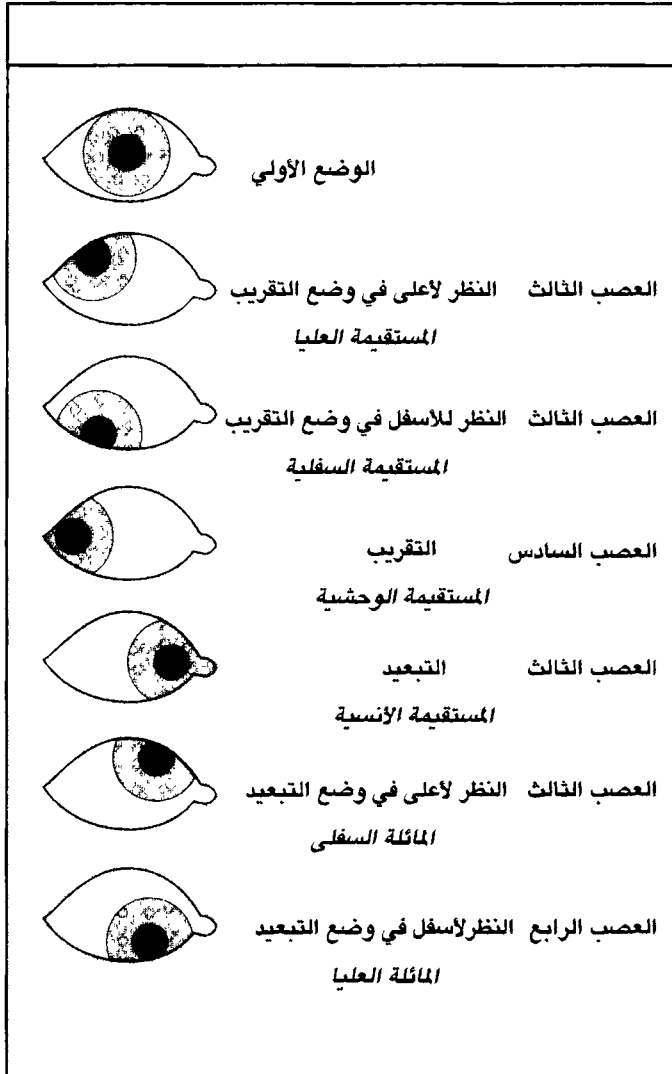 الوضع الأولي
العصب الثالث النظر لأعلى في وضع التقريب
المستقيمة العليا
العصب الثالث النظر للأسفل في وضع التقريب
المستقيمة السفلية
العصب السادس التقريب
المستقيمة الوحشية
العصب الثالث التبعيد
المستقيمة الأنسية
العصب الثالث النظر لأعلى في وضع التبعيد
المائلة السفلى
العصب الرابع النظر لأسفل في وضع التبعيد
المائلة العليا